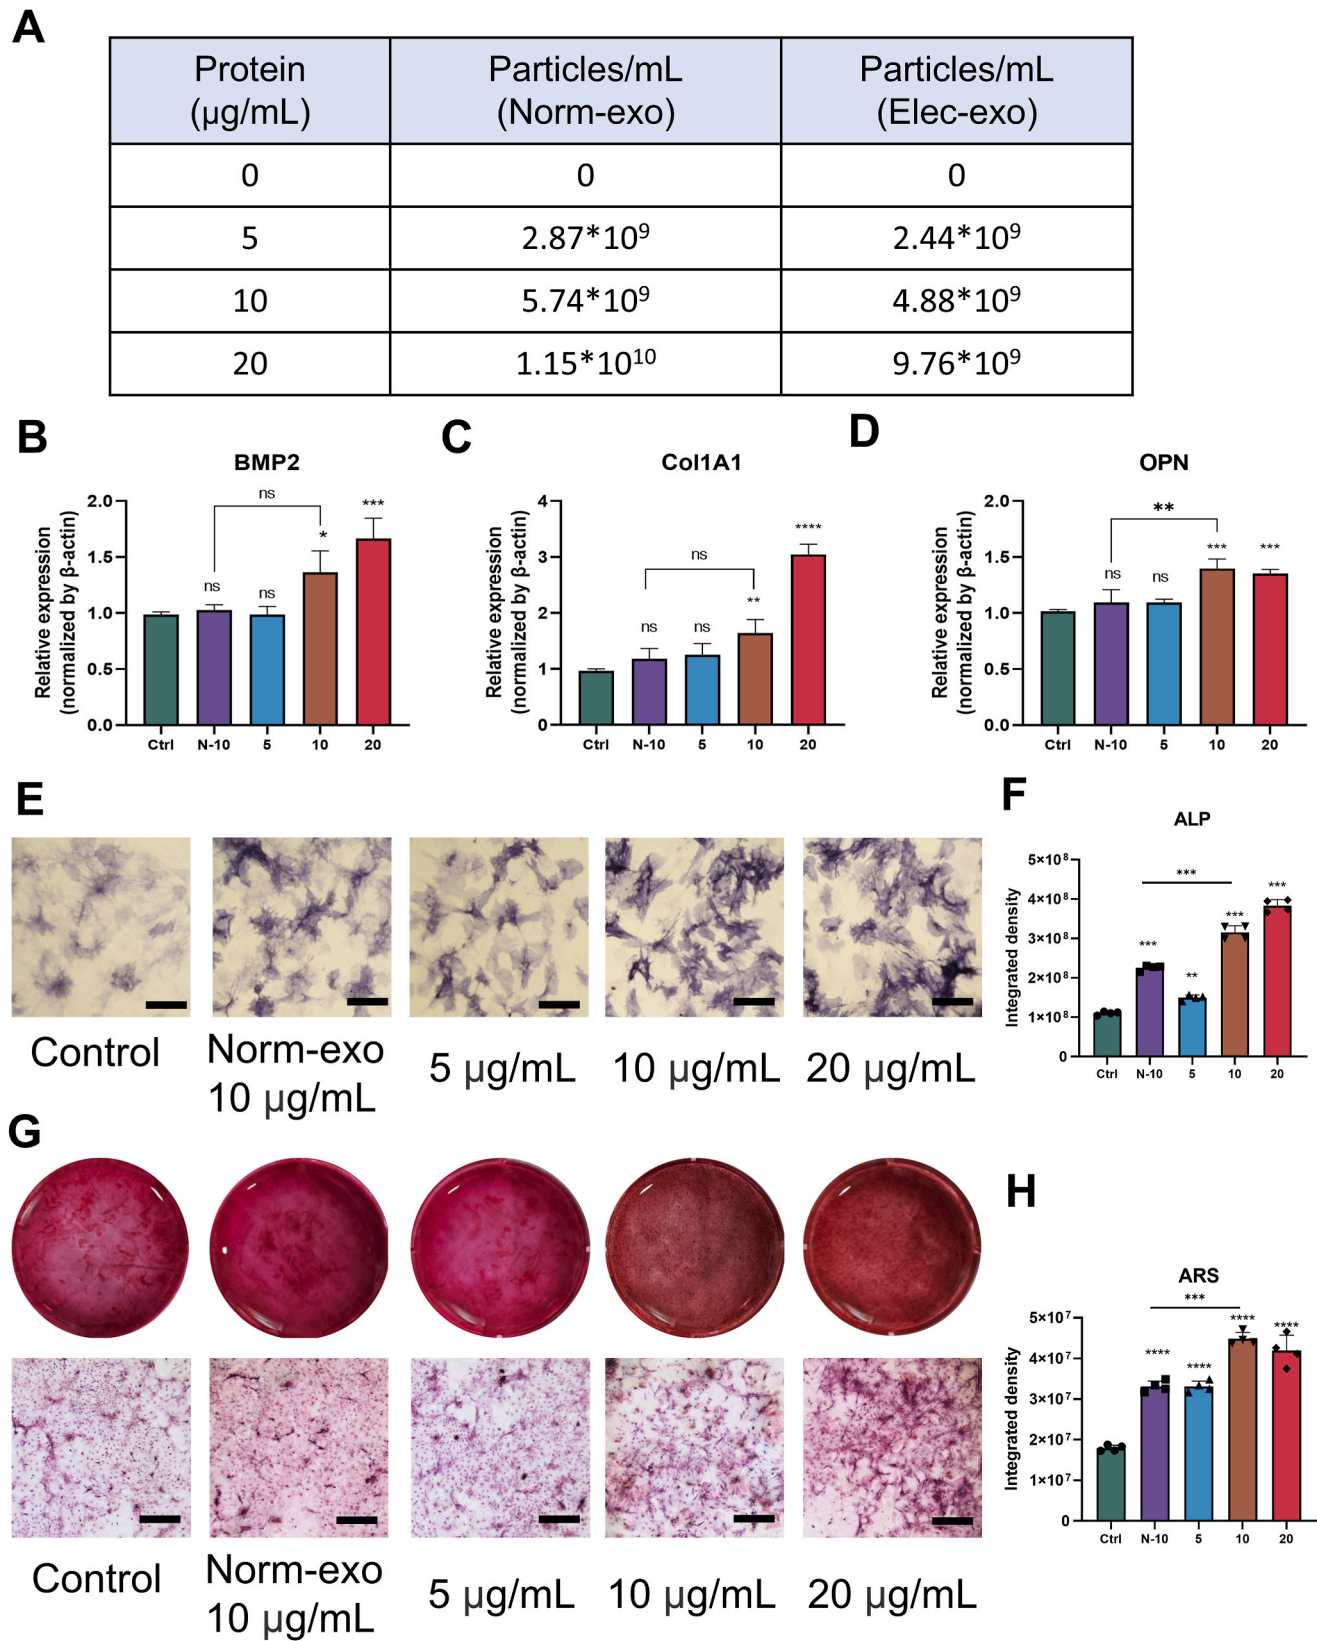 A
Protein (μg/mL) Particles/mL (Norm-exo) Particles/mL (Elec-exo)
0 0 0
5 2.87*10⁹ 2.44*10⁹
10 5.74*10⁹ 4.88*10⁹
20 1.15*10¹⁰ 9.76*10⁹
B
BMP2
Relative expression
(normalized by β-actin)
2.0
1.5
1.0
0.5
0.0
ns
ns
ns
*
***
Ctrl N-10 5 10 20
C
Col1A1
Relative expression
(normalized by β-actin)
4
3
2
1
0
ns
ns
ns
**
****
Ctrl N-10 5 10 20
D
OPN
Relative expression
(normalized by β-actin)
2.0
1.5
1.0
0.5
0.0
**
ns
ns
***
***
Ctrl N-10 5 10 20
E
Control
Norm-exo
10 μg/mL
5 μg/mL
10 μg/mL
20 μg/mL
F
ALP
Integrated density
5×10⁸
4×10⁸
3×10⁸
2×10⁸
1×10⁸
0
***
***
**
***
***
Ctrl N-10 5 10 20
G
Control
Norm-exo
10 μg/mL
5 μg/mL
10 μg/mL
20 μg/mL
H
ARS
Integrated density
5×10⁷
4×10⁷
3×10⁷
2×10⁷
1×10⁷
0
***
****
****
****
****
Ctrl N-10 5 10 20